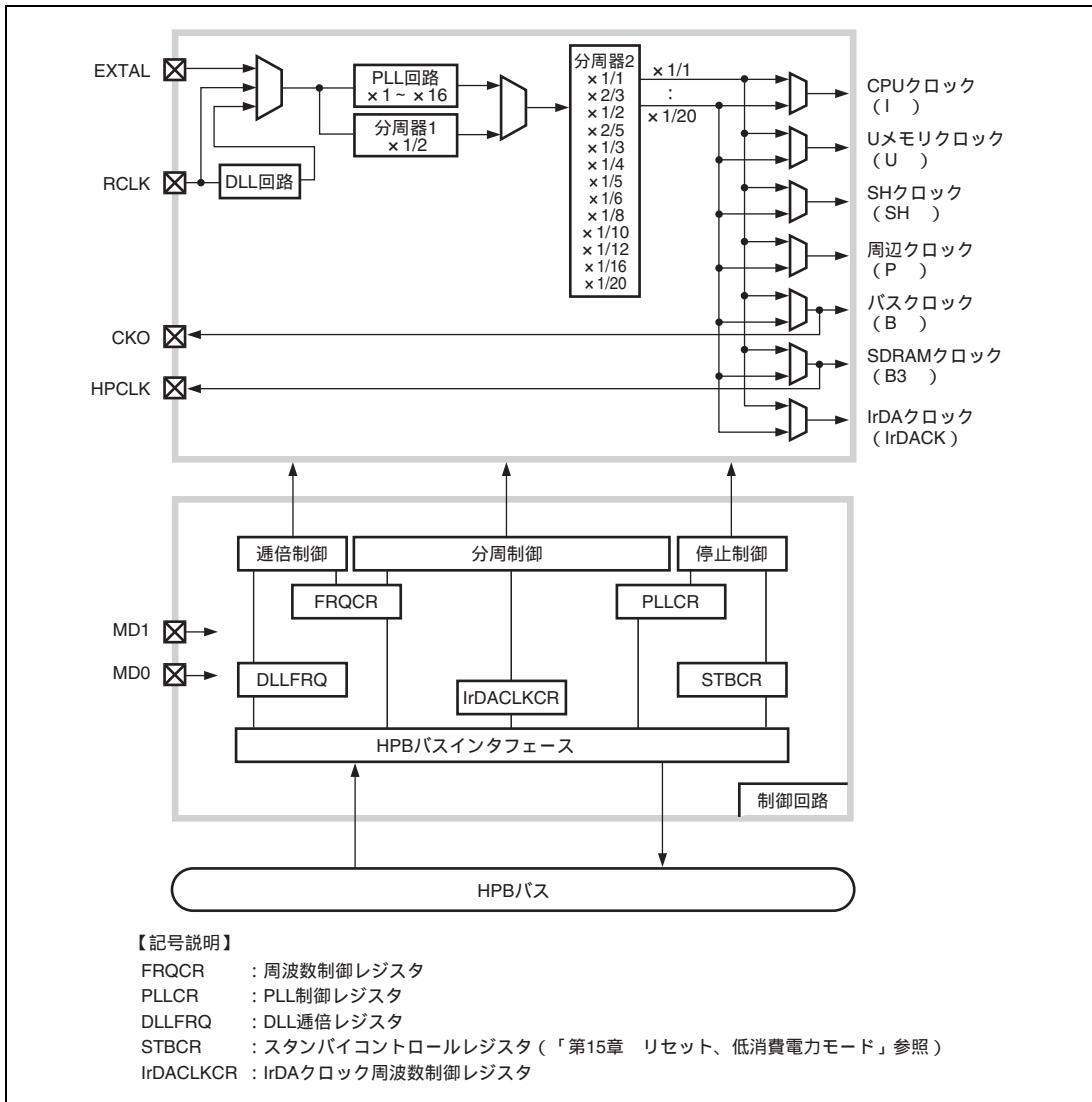 EXTAL
RCLK
CKO
HPCLK
PLL回路
×1～×16
分周器1
×1/2
DLL回路
分周器2
×1/1
×2/3
×1/2
×2/5
×1/3
×1/4
×1/5
×1/6
×1/8
×1/10
×1/12
×1/16
×1/20
×1/1
:
×1/20
CPUクロック
（I　）
Uメモリクロック
（U　）
SHクロック
（SH　）
周辺クロック
（P　）
バスクロック
（B　）
SDRAMクロック
（B3　）
IrDAクロック
（IrDACK）
逓倍制御
分周制御
停止制御
FRQCR
PLLCR
MD1
MD0
DLLFRQ
IrDACLKCR
STBCR
HPBバスインタフェース
制御回路
HPBバス
【記号説明】
FRQCR　：周波数制御レジスタ
PLLCR　：PLL制御レジスタ
DLLFRQ　：DLL逓倍レジスタ
STBCR　：スタンバイコントロールレジスタ（「第15章　リセット、低消費電力モード」参照）
IrDACLKCR　：IrDAクロック周波数制御レジスタ